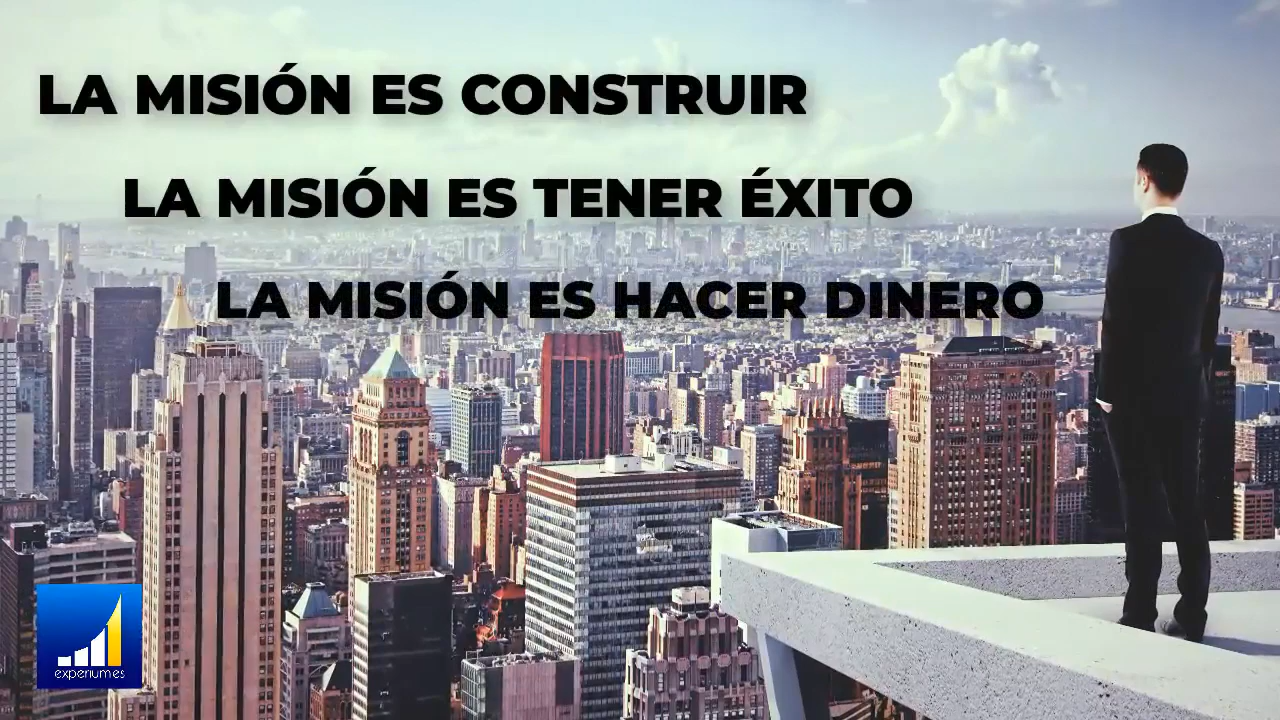 LA MISIÓN ES CONSTRUIR
LA MISIÓN ES TENER ÉXITO
LA MISIÓN ES HACER DINERO
experiumes